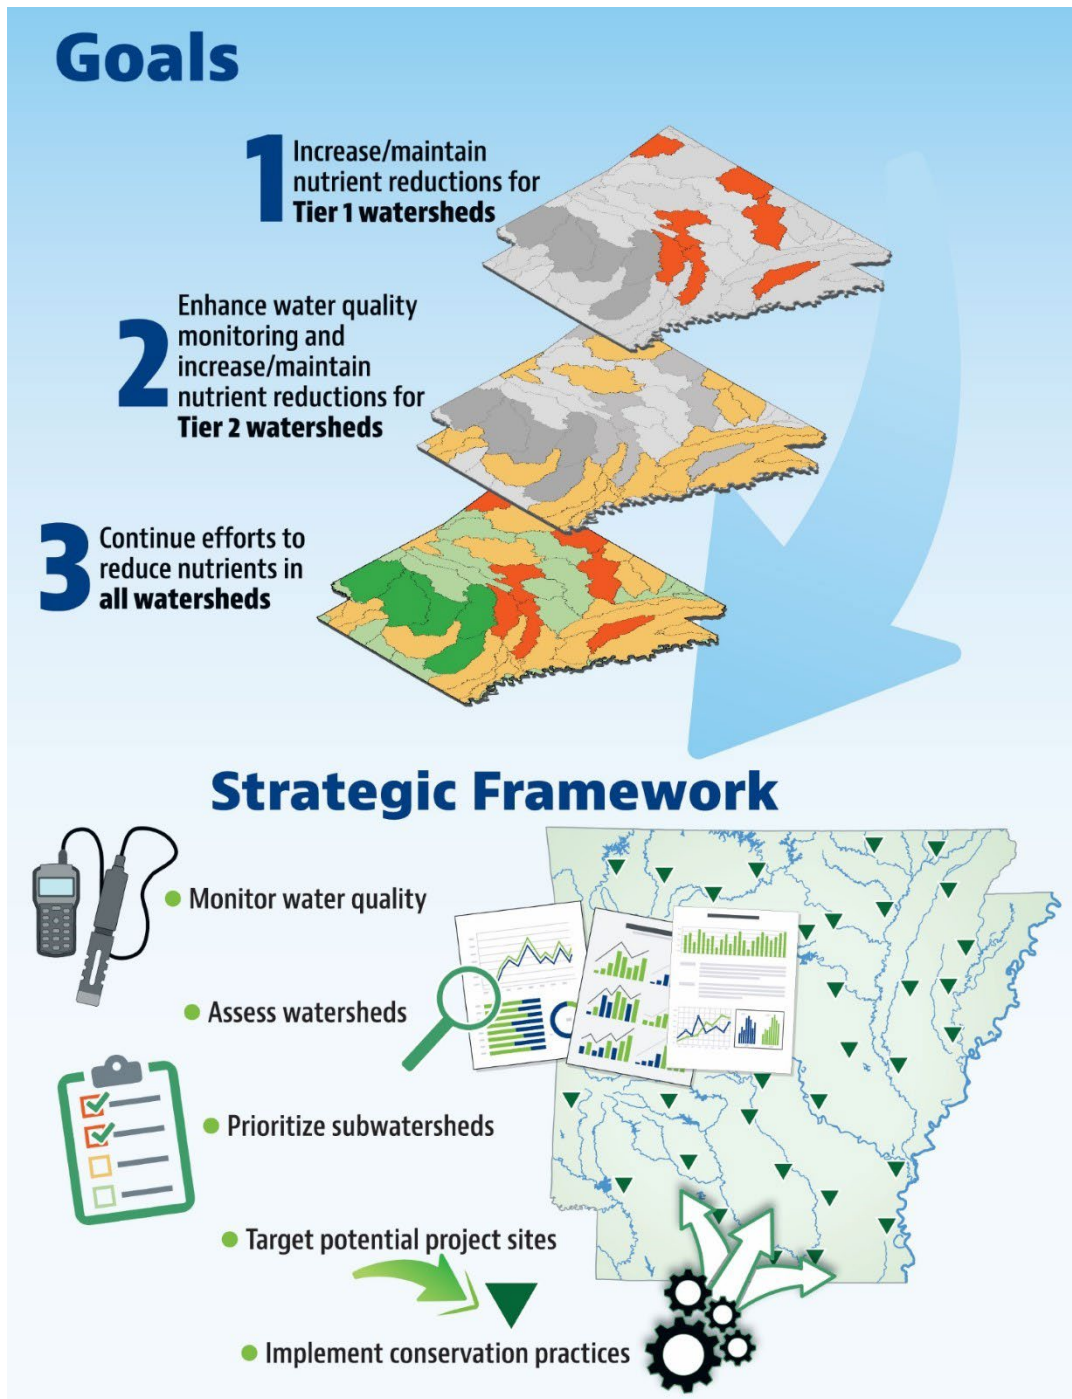 Goals
1
Increase/maintain
nutrient reductions for
Tier 1 watersheds
2
Enhance water quality
monitoring and
increase/maintain
nutrient reductions for
Tier 2 watersheds
3
Continue efforts to
reduce nutrients in
all watersheds
Strategic Framework
Monitor water quality
Assess watersheds
Prioritize subwatersheds
Target potential project sites
Implement conservation practices